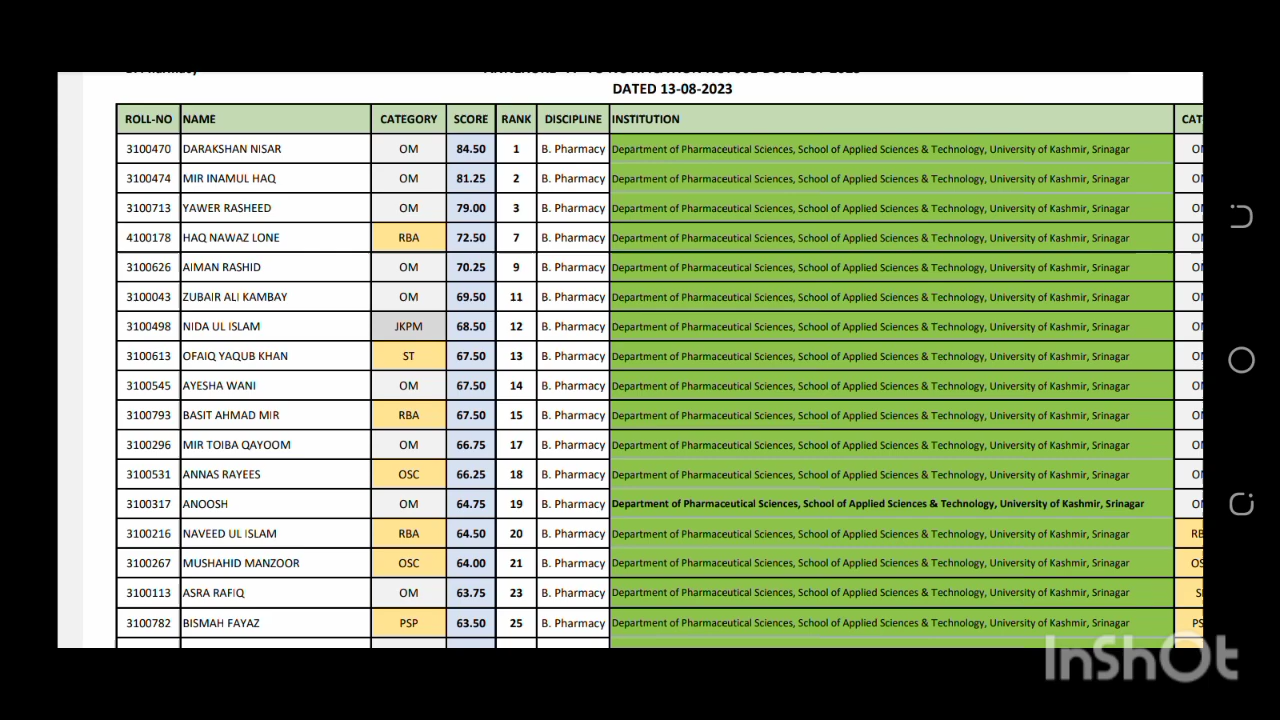 DATED 13-08-2023
ROLL-NO NAME CATEGORY SCORE RANK DISCIPLINE INSTITUTION
3100470 DARAKSHAN NISAR OM 84.50 1 B. Pharmacy Department of Pharmaceutical Sciences, School of Applied Sciences & Technology, University of Kashmir, Srinagar
3100474 MIR INAMUL HAQ OM 81.25 2 B. Pharmacy Department of Pharmaceutical Sciences, School of Applied Sciences & Technology, University of Kashmir, Srinagar
3100713 YAWER RASHEED OM 79.00 3 B. Pharmacy Department of Pharmaceutical Sciences, School of Applied Sciences & Technology, University of Kashmir, Srinagar
4100178 HAQ NAWAZ LONE RBA 72.50 7 B. Pharmacy Department of Pharmaceutical Sciences, School of Applied Sciences & Technology, University of Kashmir, Srinagar
3100626 AIMAN RASHID OM 70.25 9 B. Pharmacy Department of Pharmaceutical Sciences, School of Applied Sciences & Technology, University of Kashmir, Srinagar
3100043 ZUBAIR ALI KAMBAY OM 69.50 11 B. Pharmacy Department of Pharmaceutical Sciences, School of Applied Sciences & Technology, University of Kashmir, Srinagar
3100498 NIDA UL ISLAM JKPM 68.50 12 B. Pharmacy Department of Pharmaceutical Sciences, School of Applied Sciences & Technology, University of Kashmir, Srinagar
3100613 OFAIQ YAQUB KHAN ST 67.50 13 B. Pharmacy Department of Pharmaceutical Sciences, School of Applied Sciences & Technology, University of Kashmir, Srinagar
3100545 AYESHA WANI OM 67.50 14 B. Pharmacy Department of Pharmaceutical Sciences, School of Applied Sciences & Technology, University of Kashmir, Srinagar
3100793 BASIT AHMAD MIR RBA 67.50 15 B. Pharmacy Department of Pharmaceutical Sciences, School of Applied Sciences & Technology, University of Kashmir, Srinagar
3100296 MIR TOIBA QAYOOM OM 66.75 17 B. Pharmacy Department of Pharmaceutical Sciences, School of Applied Sciences & Technology, University of Kashmir, Srinagar
3100531 ANNAS RAYEES OSC 66.25 18 B. Pharmacy Department of Pharmaceutical Sciences, School of Applied Sciences & Technology, University of Kashmir, Srinagar
3100317 ANOOSH OM 64.75 19 B. Pharmacy Department of Pharmaceutical Sciences, School of Applied Sciences & Technology, University of Kashmir, Srinagar
3100216 NAVEED UL ISLAM RBA 64.50 20 B. Pharmacy Department of Pharmaceutical Sciences, School of Applied Sciences & Technology, University of Kashmir, Srinagar
3100267 MUSHAHID MANZOOR OSC 64.00 21 B. Pharmacy Department of Pharmaceutical Sciences, School of Applied Sciences & Technology, University of Kashmir, Srinagar
3100113 ASRA RAFIQ OM 63.75 23 B. Pharmacy Department of Pharmaceutical Sciences, School of Applied Sciences & Technology, University of Kashmir, Srinagar
3100782 BISMAH FAYAZ PSP 63.50 25 B. Pharmacy Department of Pharmaceutical Sciences, School of Applied Sciences & Technology, University of Kashmir, Srinagar
InShOt